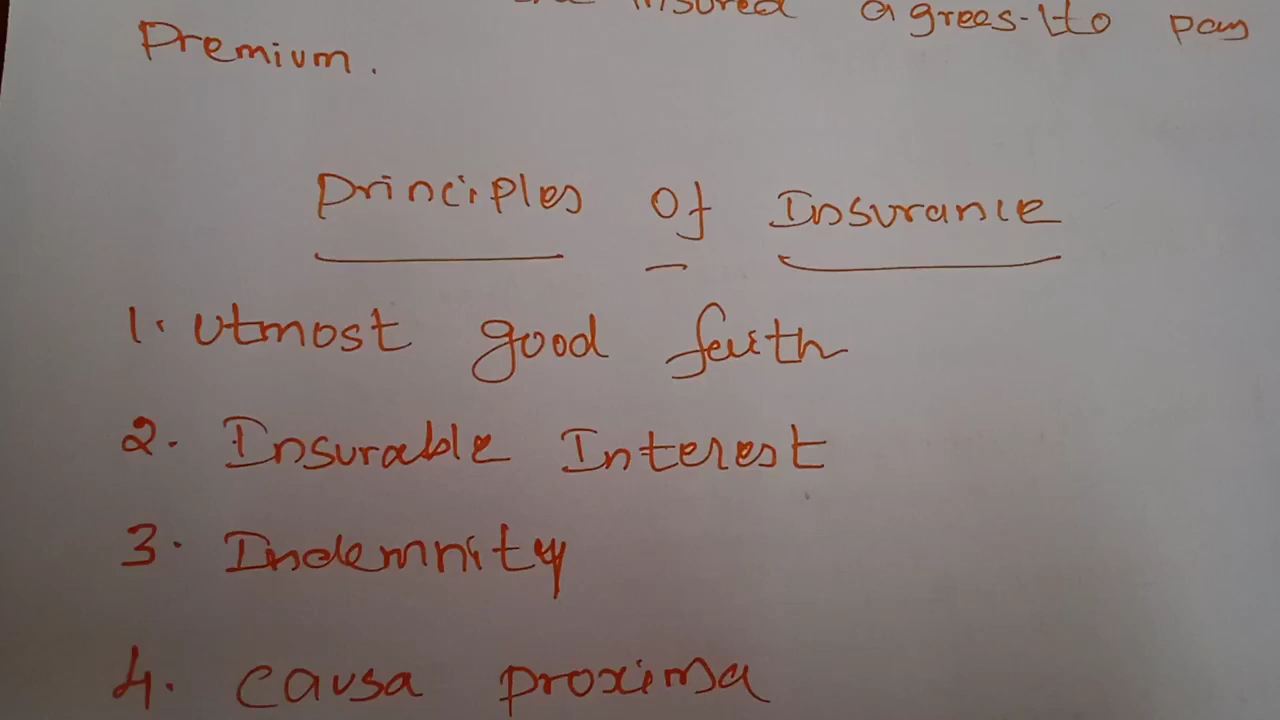 insured agrees to pay
Premium.
Principles of Insurance
1. Utmost good faith
2. Insurable Interest
3. Indemnity
4. Causa proxima